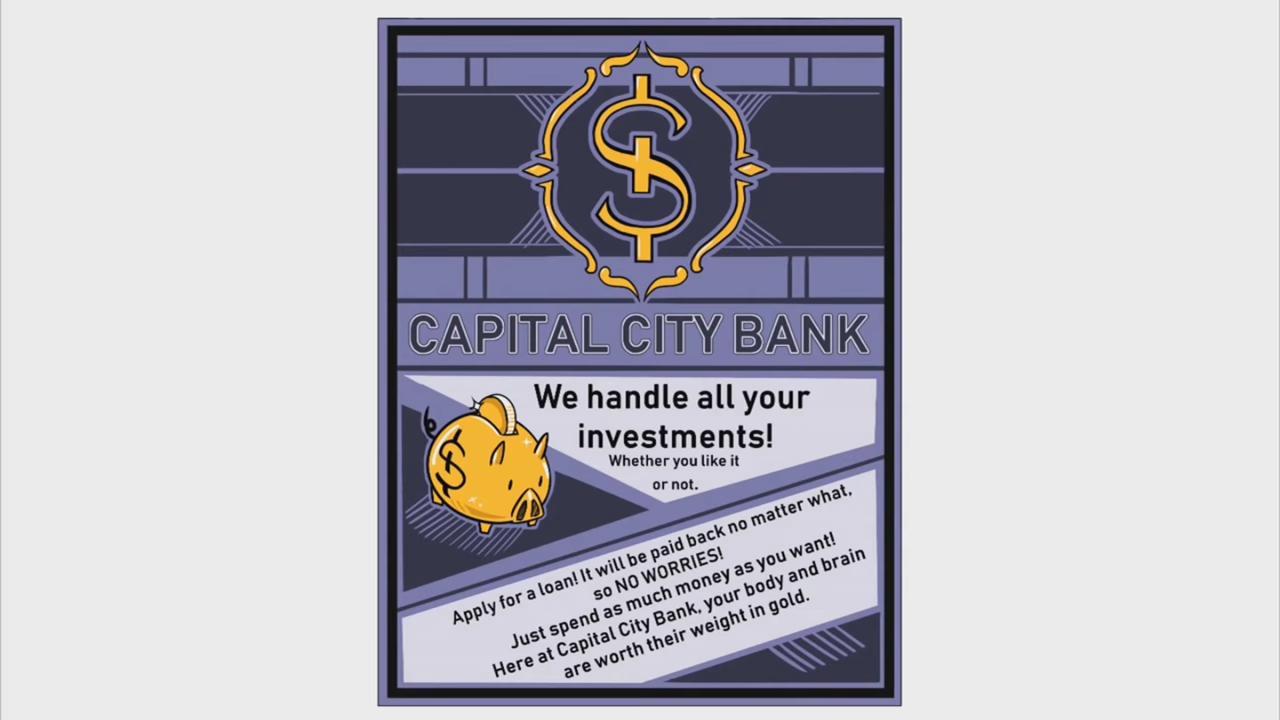 $
CAPITAL CITY BANK
We handle all your
investments!
Whether you like it
or not.
Apply for a loan! It will be paid back no matter what,
so NO WORRIES!
Just spend as much money as you want!
Here at Capital City Bank, your body and brain
are worth their weight in gold.